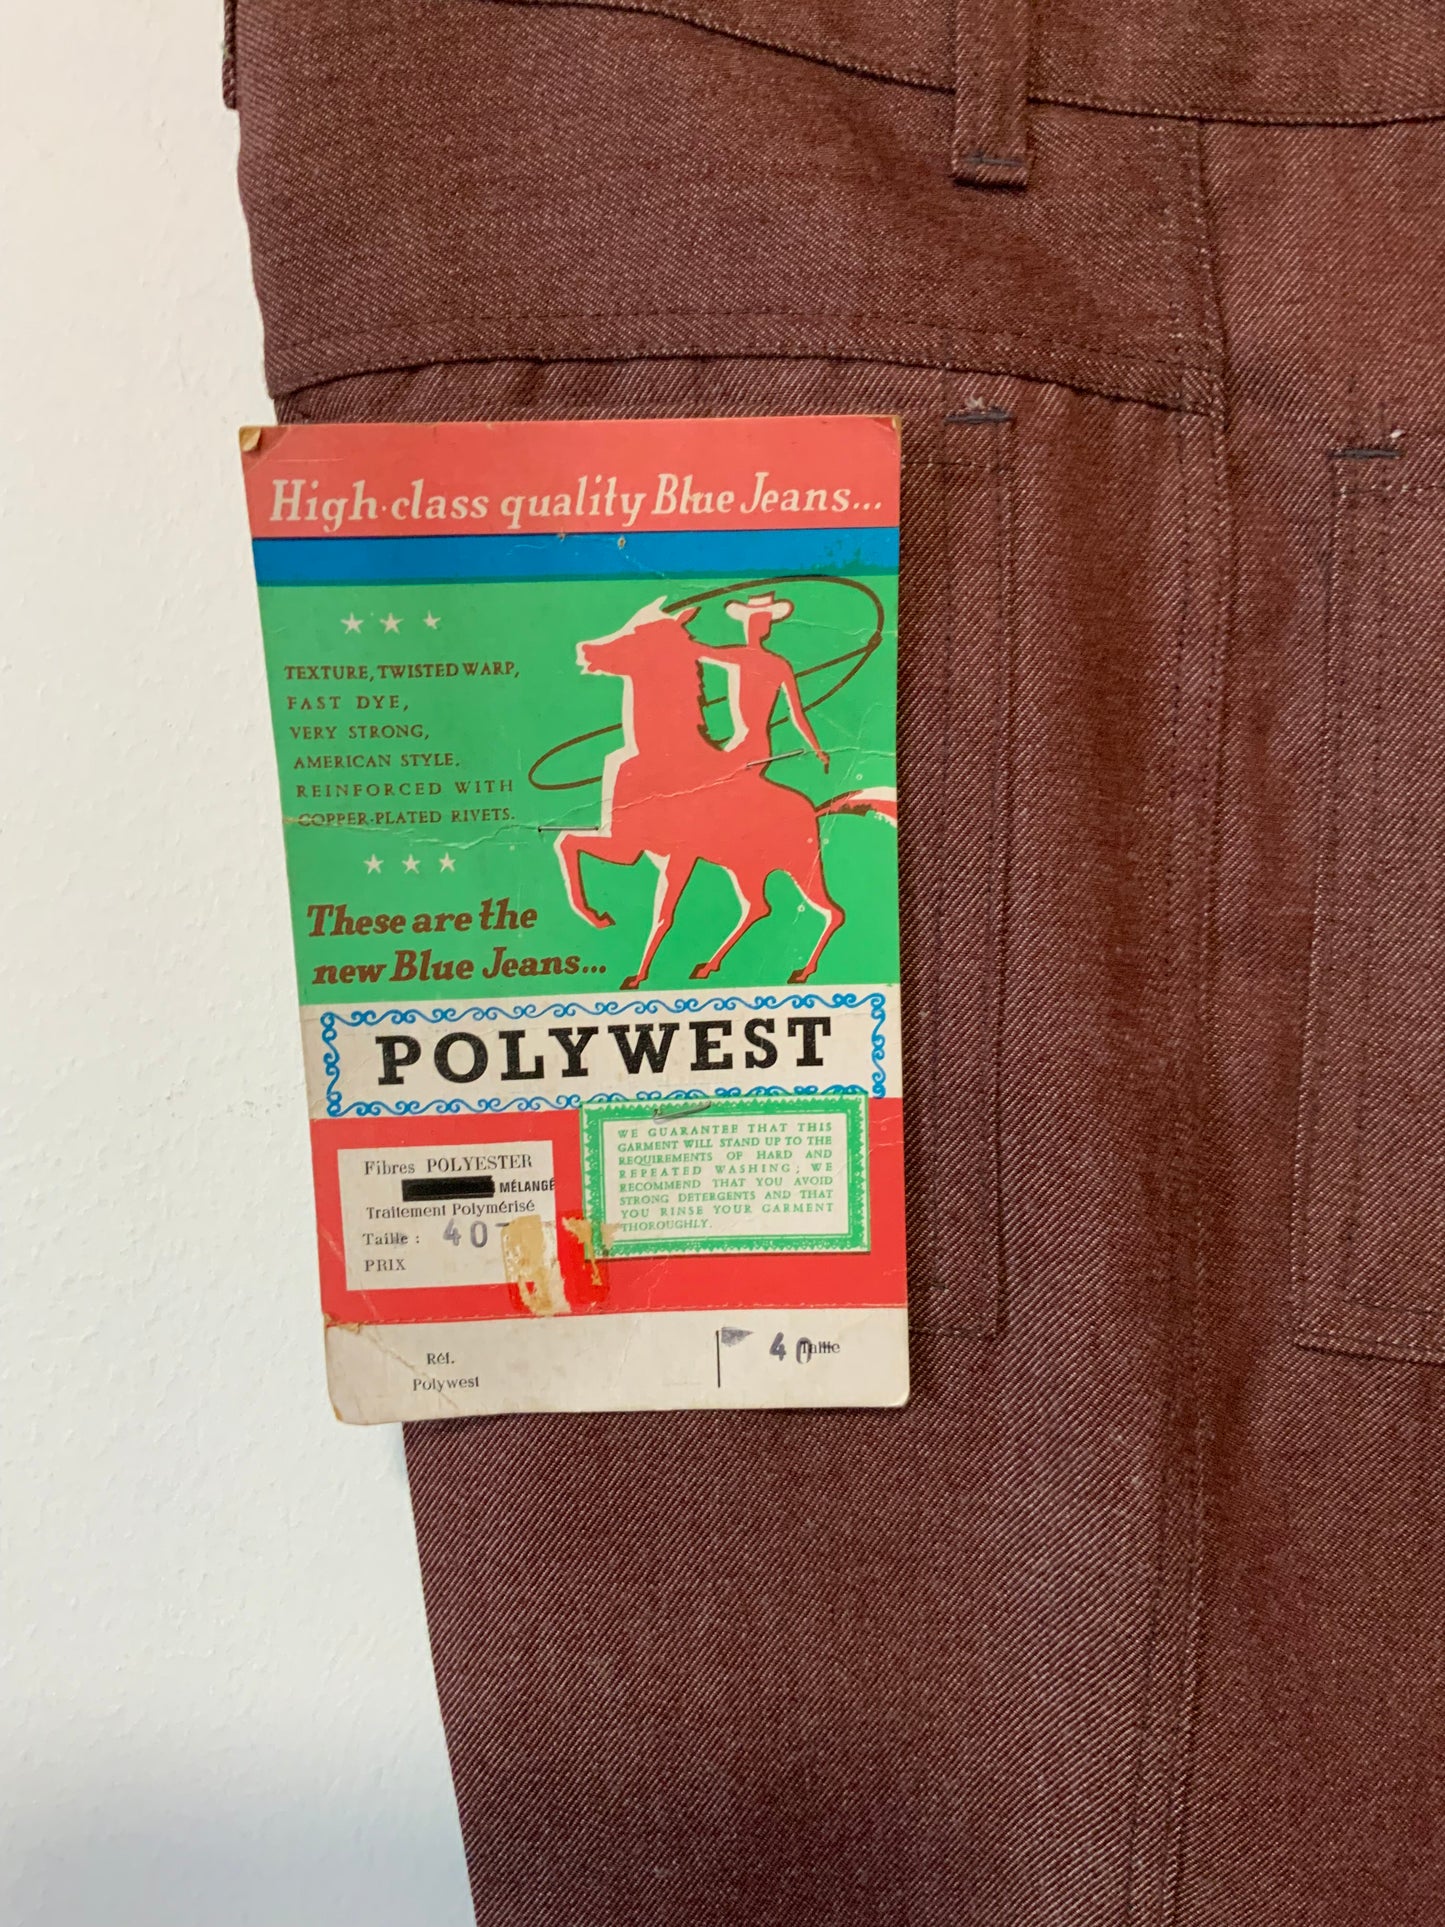 High-class quality Blue Jeans...
TEXTURE, TWISTED WARP,
FAST DYE,
VERY STRONG,
AMERICAN STYLE.
REINFORCED WITH
COPPER-PLATED RIVETS.
These are the
new Blue Jeans...
POLYWEST
Fibres POLYESTER
MÉLANGÉ
Traitement Polymérisé
Taille : 40
PRIX
WE GUARANTEE THAT THIS
GARMENT WILL STAND UP TO THE
REQUIREMENTS OF HARD AND
REPEATED WASHING; WE
RECOMMEND THAT YOU AVOID
STRONG DETERGENTS AND THAT
YOU RINSE YOUR GARMENT
THOROUGHLY.
Réf.
Polywest
40 Taille